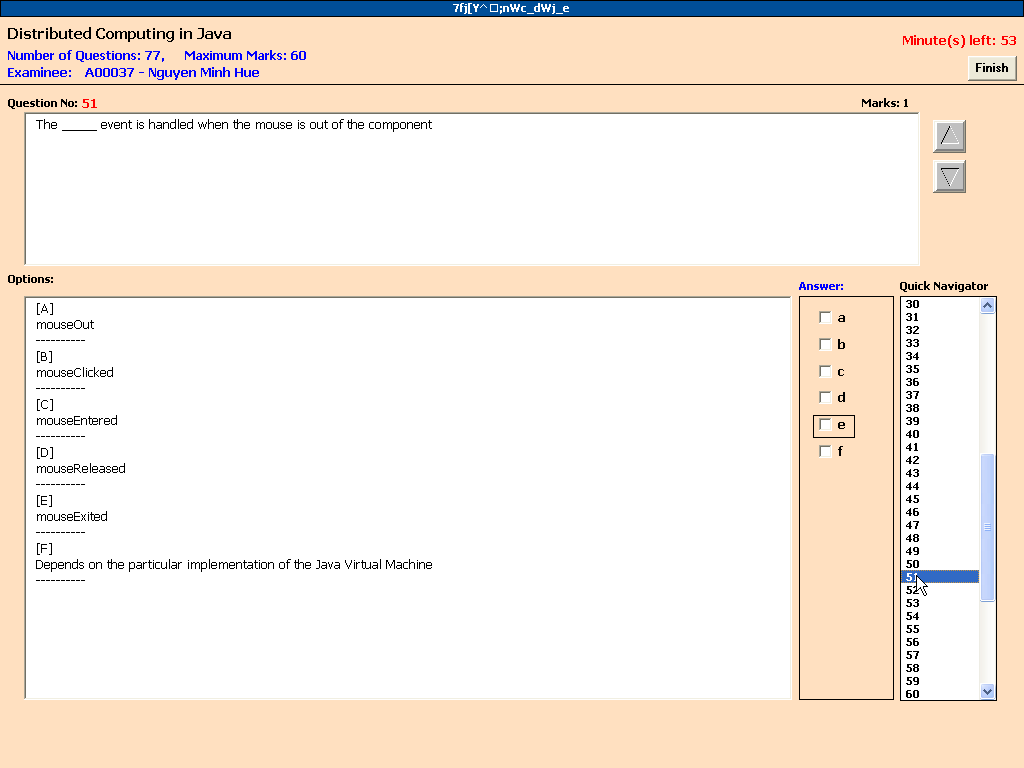 7fj[Y^ □;nWc_dWj_e
Distributed Computing in Java
Number of Questions: 77, Maximum Marks: 60
Minute(s) left: 53
Examinee: A00037 - Nguyen Minh Hue
Finish
Question No: 51
Marks: 1
The _____ event is handled when the mouse is out of the component
Options:
[A]
mouseOut
----------
[B]
mouseClicked
----------
[C]
mouseEntered
----------
[D]
mouseReleased
----------
[E]
mouseExited
----------
[F]
Depends on the particular implementation of the Java Virtual Machine
----------
Answer:
a
b
c
d
e
f
Quick Navigator
30
31
32
33
34
35
36
37
38
39
40
41
42
43
44
45
46
47
48
49
50
51
52
53
54
55
56
57
58
59
60